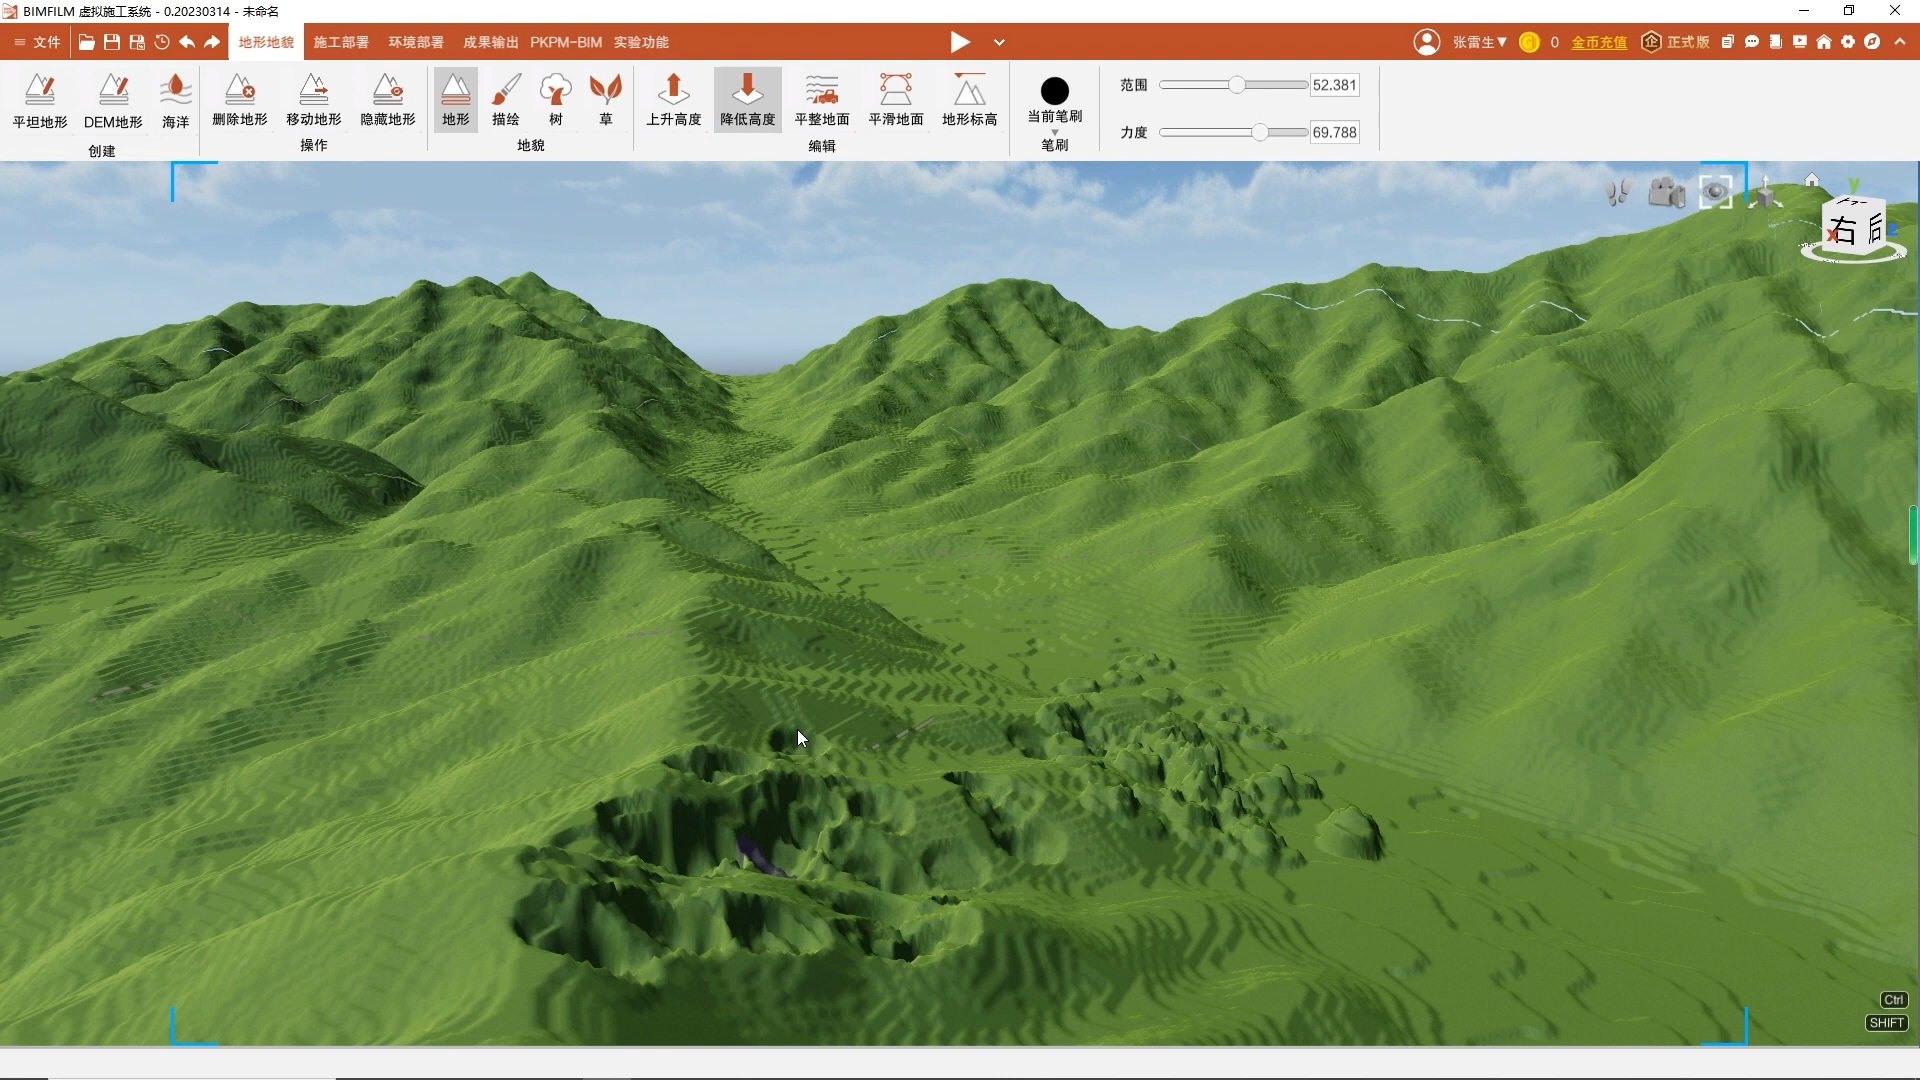 BIMFILM 虚拟施工系统 - 0.20230314 - 未命名
文件 地形地貌 施工部署 环境部署 成果输出 PKPM-BIM 实验功能 张雷生▼ 0 金币充值 企 正式版
平坦地形 DEM地形 海洋 删除地形 移动地形 隐藏地形 地形 描绘 树 草 上升高度 降低高度 平整地面 平滑地面 地形标高 当前笔刷
创建 操作 地貌 编辑 笔刷
范围 52.381
力度 69.788
Y
右 后
X Z
Ctrl
SHIFT